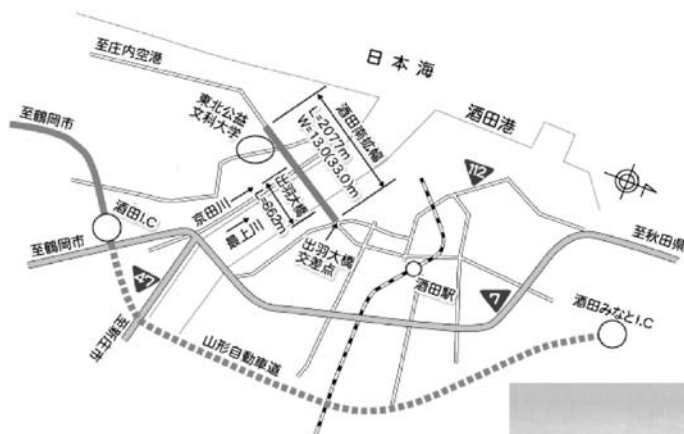 日本海
酒田港
至庄内空港
東北公益
文科大学
酒田南拡幅
L=2077m
W=13.0(33.0)m
至鶴岡市
112
出羽大橋
L=662m
京田川
最上川
酒田I.C
至鶴岡市
出羽大橋
交差点
至秋田県
酒田駅
47
7
酒田みなとI.C
至新庄市
山形自動車道